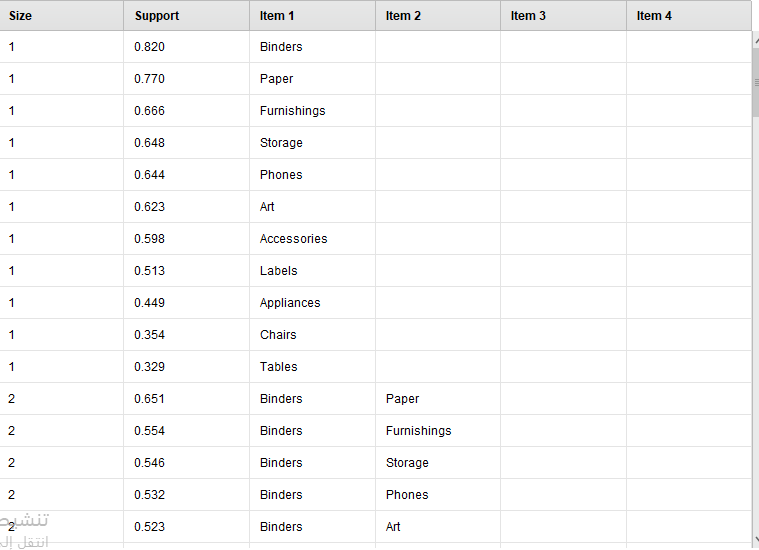 Size Support Item 1 Item 2 Item 3 Item 4
1 0.820 Binders
1 0.770 Paper
1 0.666 Furnishings
1 0.648 Storage
1 0.644 Phones
1 0.623 Art
1 0.598 Accessories
1 0.513 Labels
1 0.449 Appliances
1 0.354 Chairs
1 0.329 Tables
2 0.651 Binders Paper
2 0.554 Binders Furnishings
2 0.546 Binders Storage
2 0.532 Binders Phones
2 0.523 Binders Art
انتقل